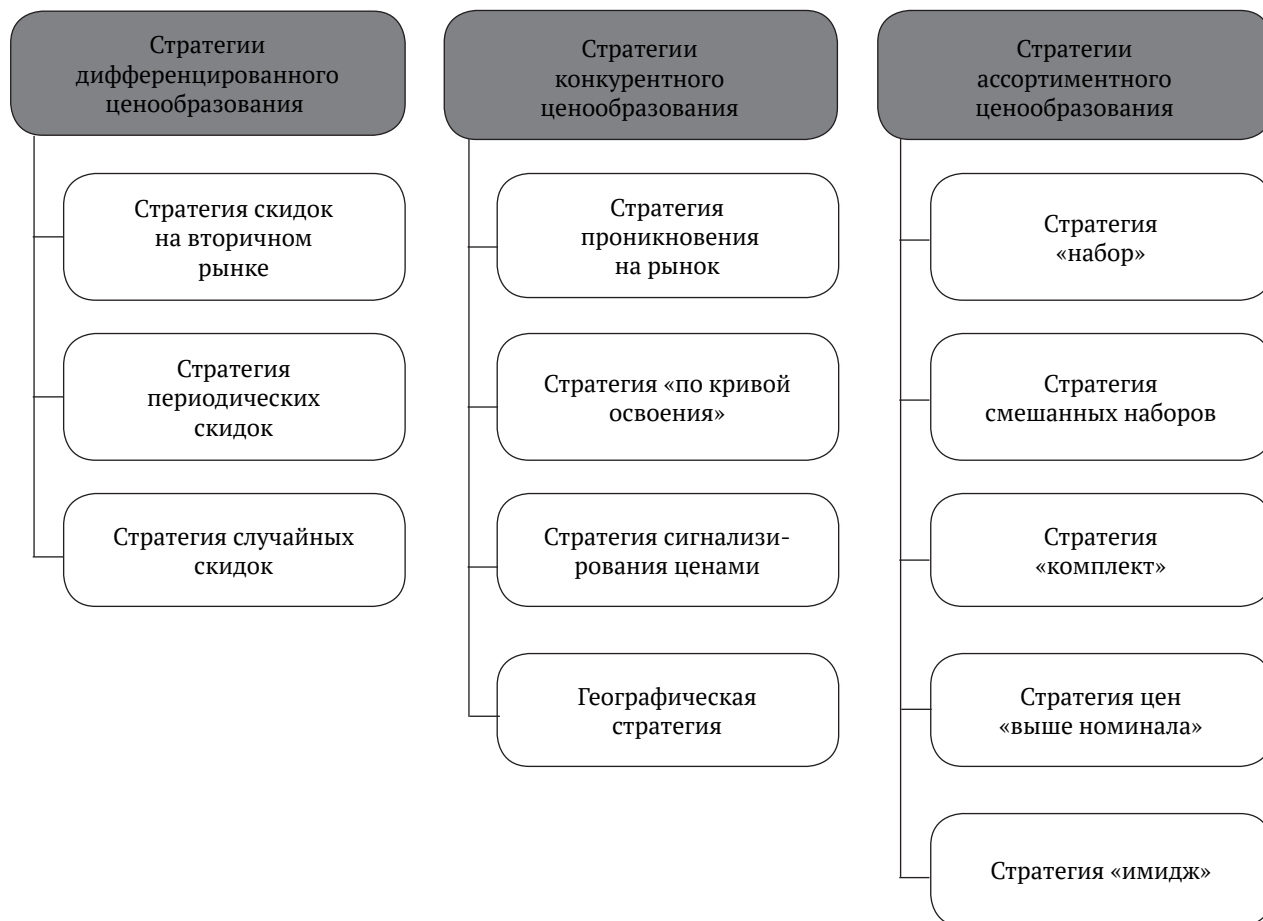 Стратегии
дифференцированного
ценообразования
Стратегия скидок
на вторичном
рынке
Стратегия
периодических
скидок
Стратегия случайных
скидок
Стратегии
конкурентного
ценообразования
Стратегия
проникновения
на рынок
Стратегия «по кривой
освоения»
Стратегия сигнализи-
рования ценами
Географическая
стратегия
Стратегии
ассортиментного
ценообразования
Стратегия
«набор»
Стратегия
смешанных наборов
Стратегия
«комплект»
Стратегия цен
«выше номинала»
Стратегия «имидж»